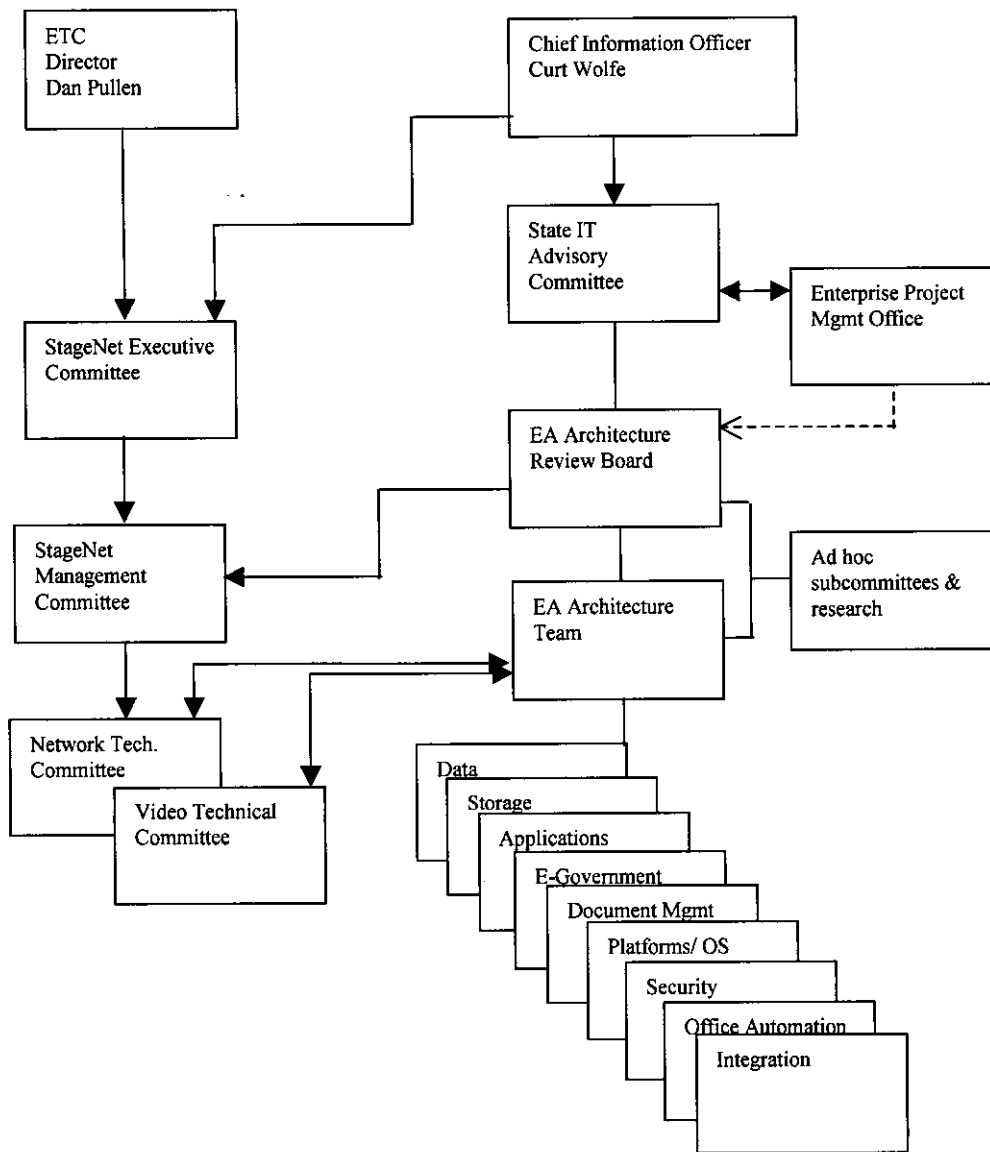 ETC
Director
Dan Pullen
Chief Information Officer
Curt Wolfe
State IT
Advisory
Committee
Enterprise Project
Mgmt Office
StageNet Executive
Committee
EA Architecture
Review Board
StageNet
Management
Committee
Ad hoc
subcommittees &
research
EA Architecture
Team
Network Tech.
Committee
Video Technical
Committee
Data
Storage
Applications
E-Government
Document Mgmt
Platforms/ OS
Security
Office Automation
Integration